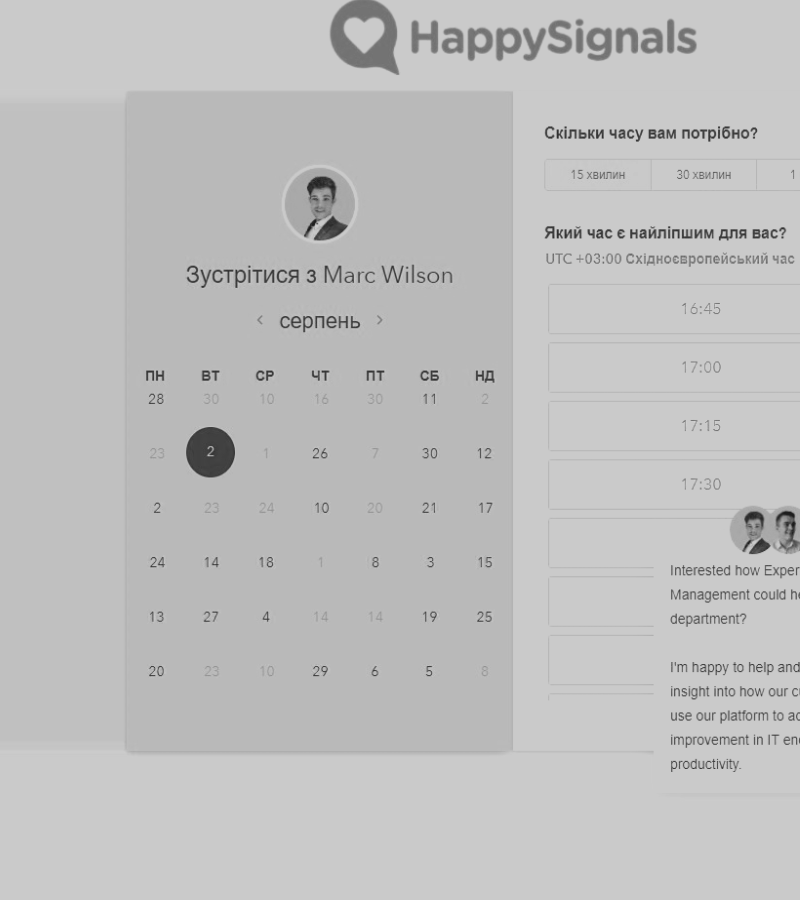 HappySignals
Зустрітися з Marc Wilson
серпень
ПН ВТ СР ЧТ ПТ СБ НД
28 30 10 16 30 11 2
23 2 1 26 7 30 12
2 23 24 10 20 21 17
24 14 18 1 8 3 15
13 27 4 14 14 19 25
20 23 10 29 6 5 8
Скільки часу вам потрібно?
15 хвилин 30 хвилин 1
Який час є найліпшим для вас?
UTC +03:00 Східноєвропейський час
16:45
17:00
17:15
17:30
Interested how Exper
Management could he
department?
I'm happy to help and
insight into how our cu
use our platform to ac
improvement in IT end
productivity.